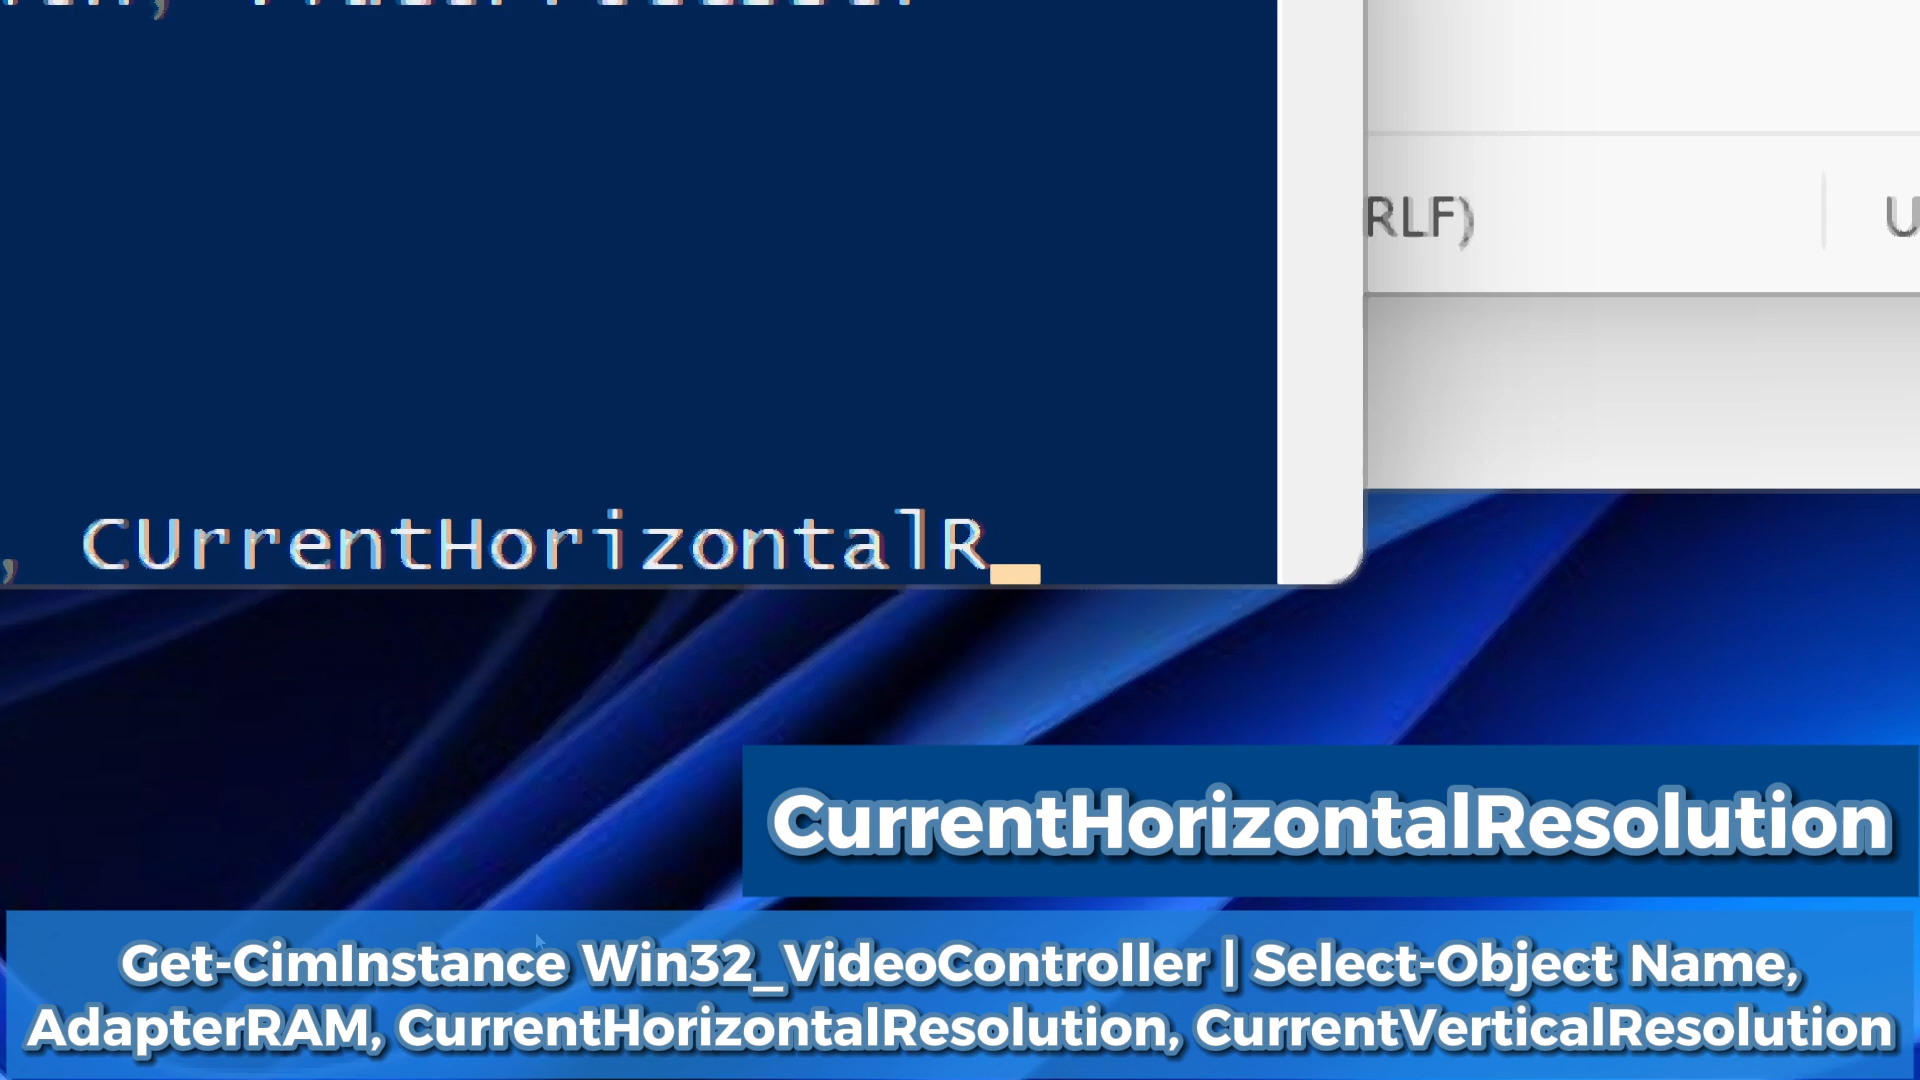 RLF)
U
, CUrrentHorizontalR
CurrentHorizontalResolution
Get-CimInstance Win32_VideoController | Select-Object Name,
AdapterRAM, CurrentHorizontalResolution, CurrentVerticalResolution